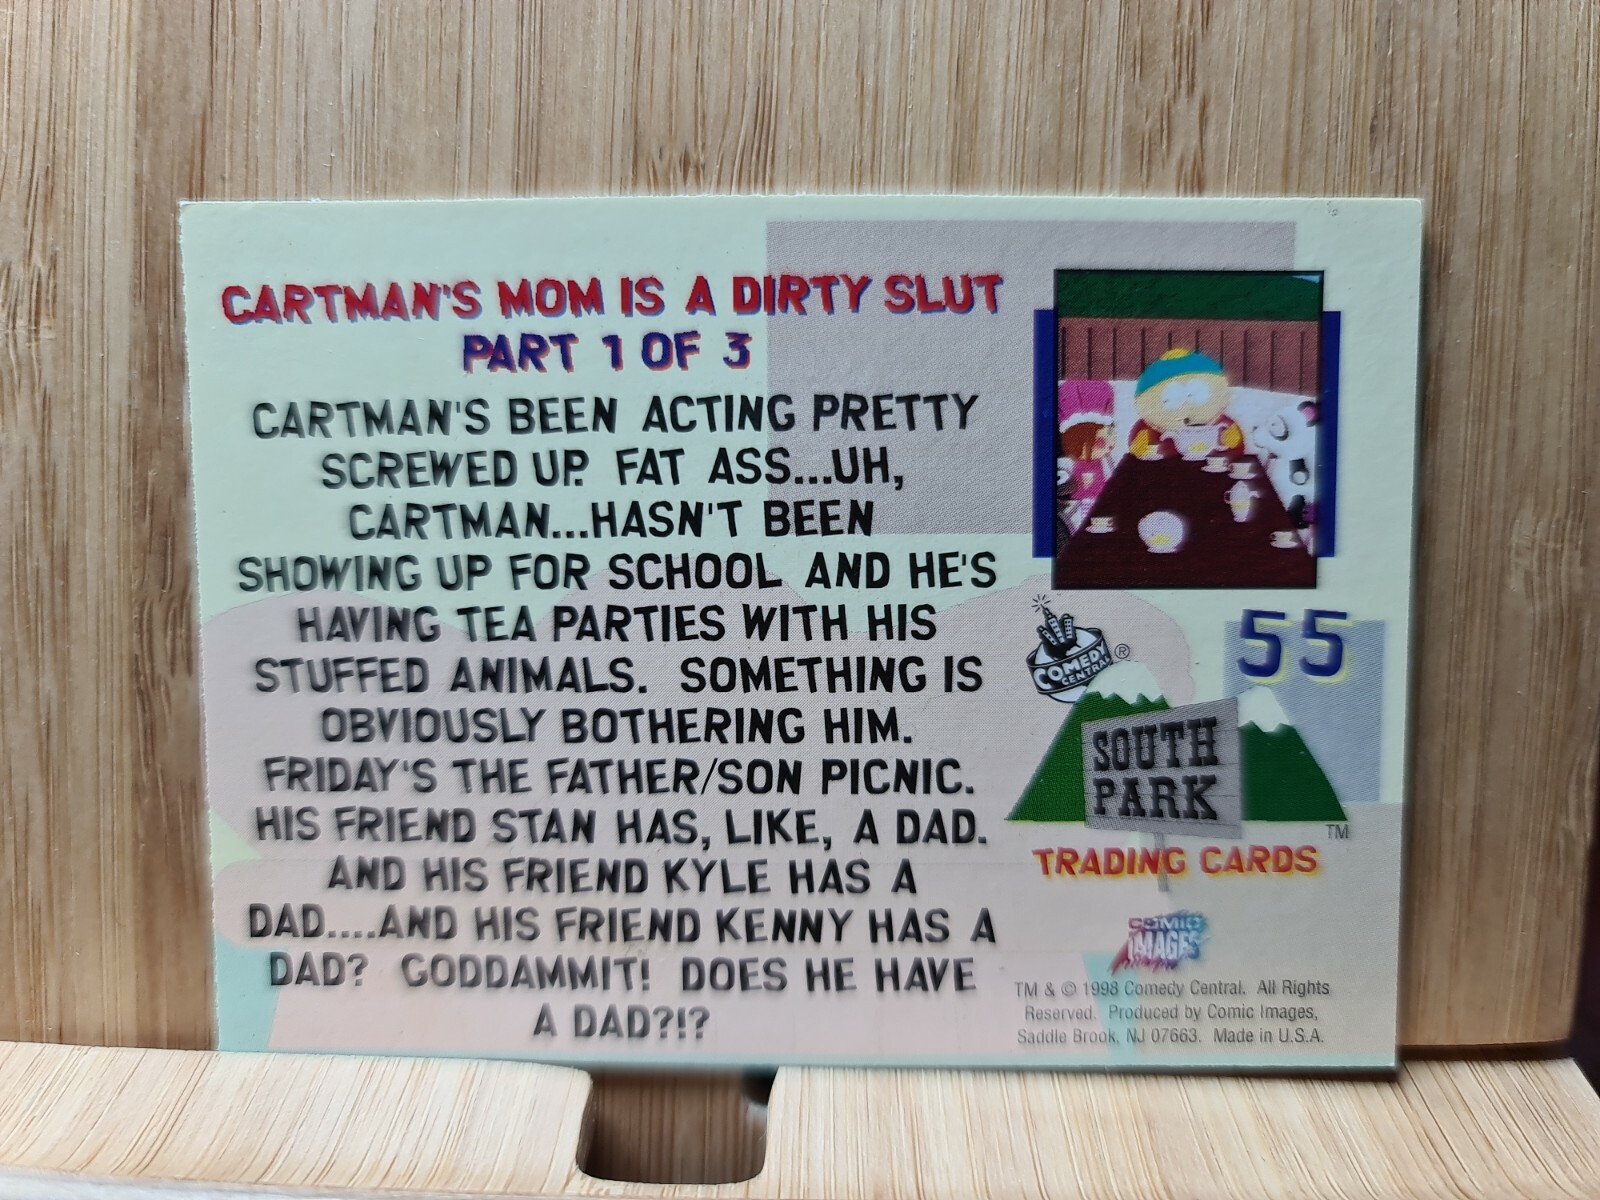 CARTMAN'S MOM IS A DIRTY SLUT
PART 1 OF 3
CARTMAN'S BEEN ACTING PRETTY
SCREWED UP. FAT ASS...UH,
CARTMAN...HASN'T BEEN
SHOWING UP FOR SCHOOL AND HE'S
HAVING TEA PARTIES WITH HIS
STUFFED ANIMALS. SOMETHING IS
OBVIOUSLY BOTHERING HIM.
FRIDAY'S THE FATHER/SON PICNIC.
HIS FRIEND STAN HAS, LIKE, A DAD.
AND HIS FRIEND KYLE HAS A
DAD....AND HIS FRIEND KENNY HAS A
DAD? GODDAMMIT! DOES HE HAVE
A DAD?!?
55
COMEDY
CENTRAL ®
SOUTH
PARK
TM
TRADING CARDS
COMIC
IMAGES
TM & © 1998 Comedy Central. All Rights
Reserved. Produced by Comic Images,
Saddle Brook, NJ 07663. Made in U.S.A.